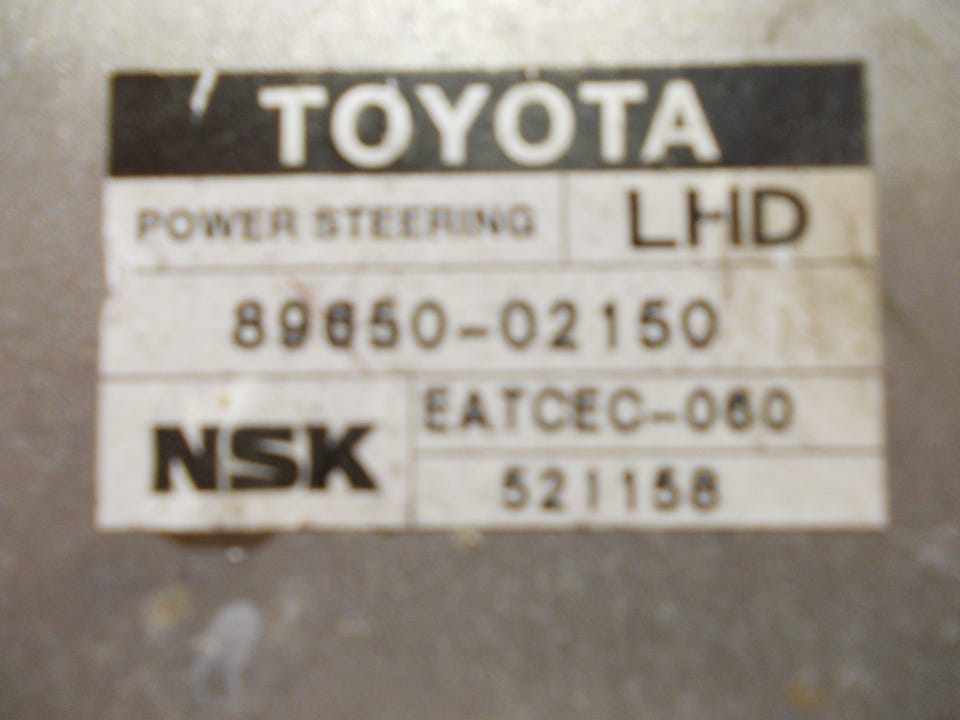 TOYOTA
POWER STEERING LHD
89650-02150
NSK EATCEC-060
521158